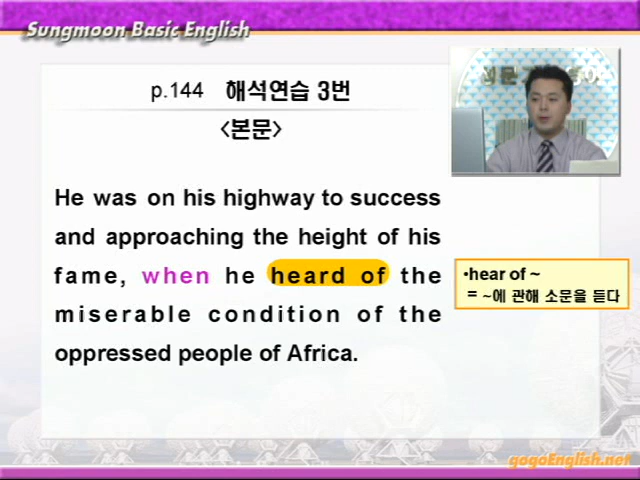 Sungmoon Basic English
p.144 해석연습 3번
<본문>
He was on his highway to success
and approaching the height of his
fame, when he heard of the
miserable condition of the
oppressed people of Africa.
•hear of ~
= ~에 관해 소문을 듣다
gogoEnglish.net